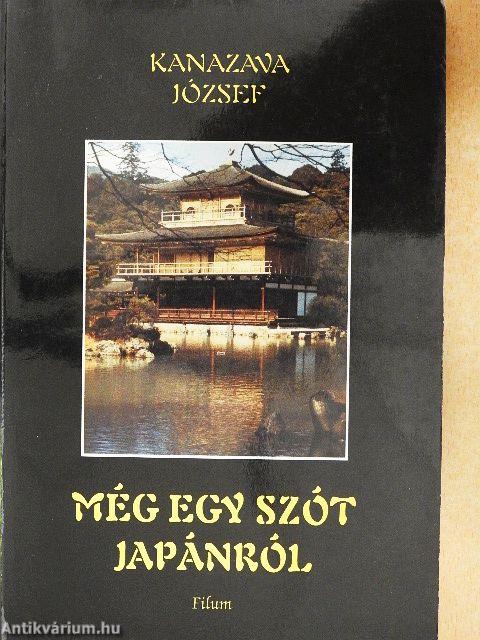 KANAZAVA
JÓZSEF
MÉG EGY SZÓT
JAPÁNRÓL
Filum
Antikvárium.hu